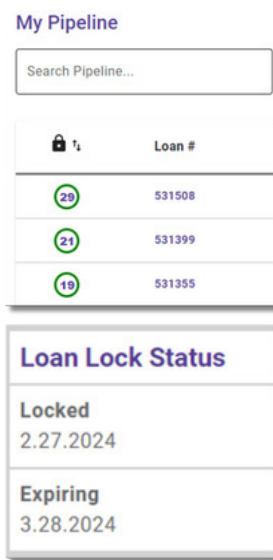 My Pipeline
Search Pipeline...
Loan #
29 531508
21 531399
19 531355
Loan Lock Status
Locked
2.27.2024
Expiring
3.28.2024